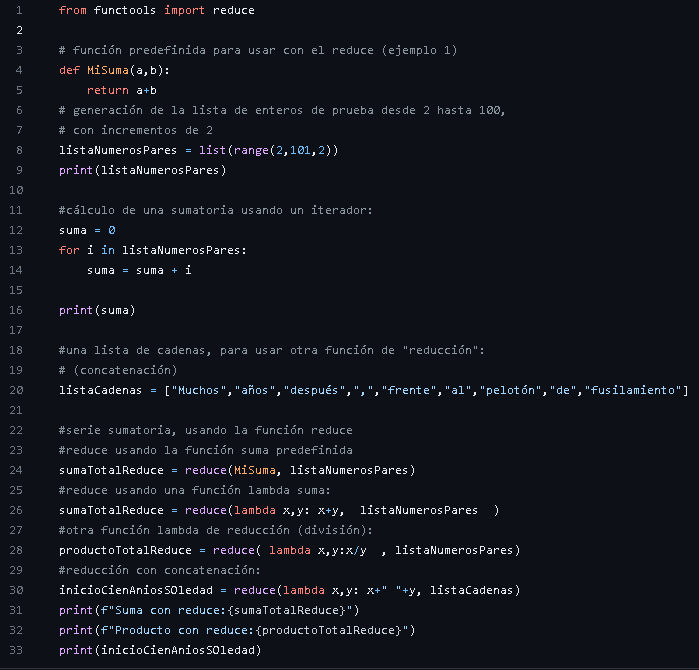 1 from functools import reduce
2
3 # función predefinida para usar con el reduce (ejemplo 1)
4 def MiSuma(a,b):
5     return a+b
6 # generación de la lista de enteros de prueba desde 2 hasta 100,
7 # con incrementos de 2
8 listaNumerosPares = list(range(2,101,2))
9 print(listaNumerosPares)
10
11 #cálculo de una sumatoria usando un iterador:
12 suma = 0
13 for i in listaNumerosPares:
14     suma = suma + i
15
16 print(suma)
17
18 #una lista de cadenas, para usar otra función de "reducción":
19 # (concatenación)
20 listaCadenas = ["Muchos","años","después",",","frente","al","pelotón","de","fusilamiento"]
21
22 #serie sumatoria, usando la función reduce
23 #reduce usando la función suma predefinida
24 sumaTotalReduce = reduce(MiSuma, listaNumerosPares)
25 #reduce usando una función lambda suma:
26 sumaTotalReduce = reduce(lambda x,y: x+y,  listaNumerosPares  )
27 #otra función lambda de reducción (división):
28 productoTotalReduce = reduce( lambda x,y:x/y  , listaNumerosPares)
29 #reducción con concatenación:
30 inicioCienAniosSOledad = reduce(lambda x,y: x+" "+y, listaCadenas)
31 print(f"Suma con reduce:{sumaTotalReduce}")
32 print(f"Producto con reduce:{productoTotalReduce}")
33 print(inicioCienAniosSOledad)